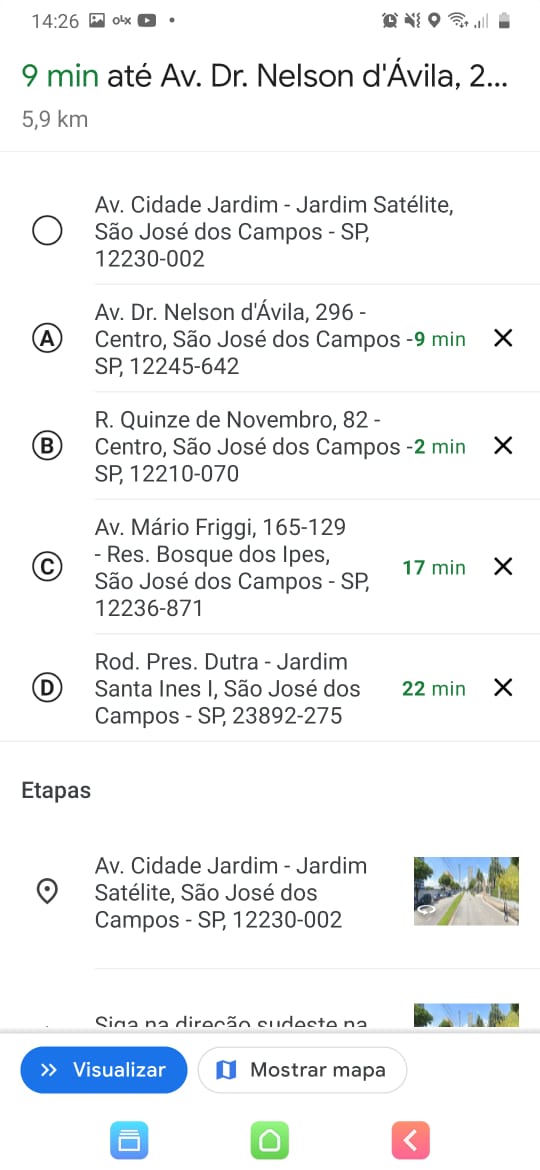 14:26 olx
9 min até Av. Dr. Nelson d'Ávila, 2...
5,9 km
Av. Cidade Jardim - Jardim Satélite,
São José dos Campos - SP,
12230-002
A
Av. Dr. Nelson d'Ávila, 296 -
Centro, São José dos Campos -
SP, 12245-642
9 min
B
R. Quinze de Novembro, 82 -
Centro, São José dos Campos -
SP, 12210-070
2 min
C
Av. Mário Friggi, 165-129
- Res. Bosque dos Ipes,
São José dos Campos - SP,
12236-871
17 min
D
Rod. Pres. Dutra - Jardim
Santa Ines I, São José dos
Campos - SP, 23892-275
22 min
Etapas
Av. Cidade Jardim - Jardim
Satélite, São José dos
Campos - SP, 12230-002
Siga na direção sudeste na
Visualizar
Mostrar mapa